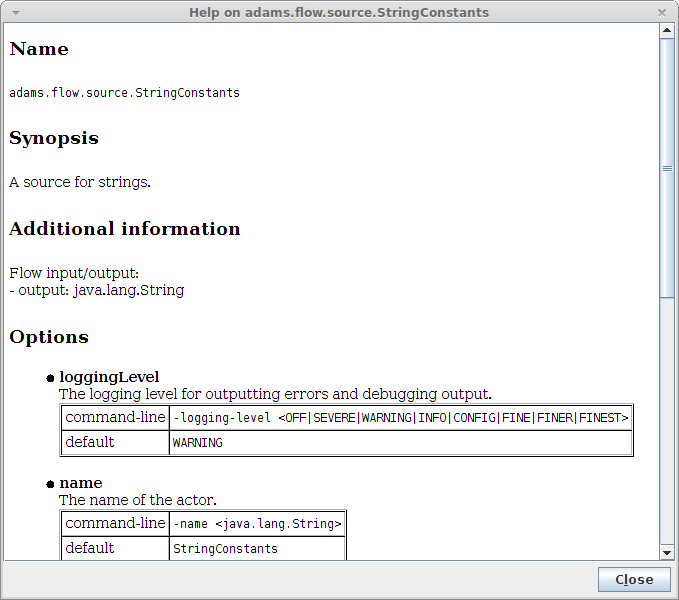 Help on adams.flow.source.StringConstants
Name
adams.flow.source.StringConstants
Synopsis
A source for strings.
Additional information
Flow input/output:
- output: java.lang.String
Options
● loggingLevel
The logging level for outputting errors and debugging output.
command-line -logging-level <OFF|SEVERE|WARNING|INFO|CONFIG|FINE|FINER|FINEST>
default WARNING
● name
The name of the actor.
command-line -name <java.lang.String>
default StringConstants
Close